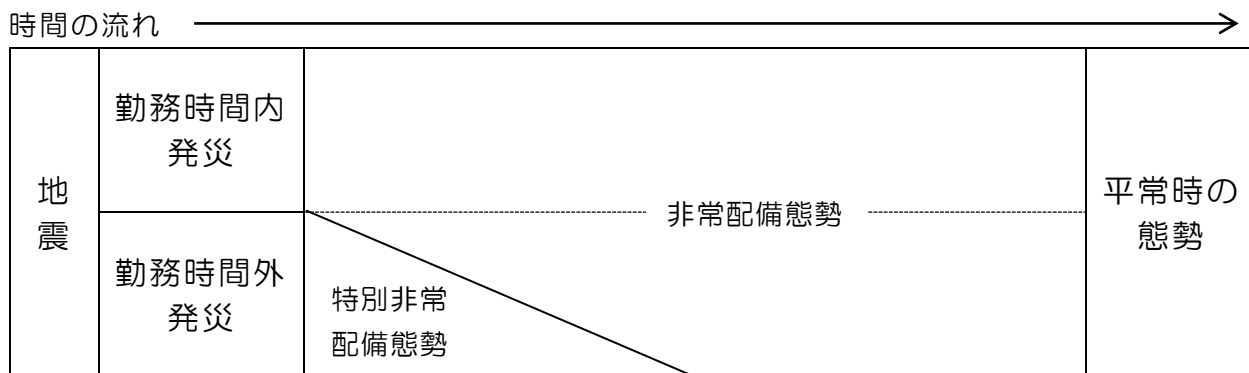 時間の流れ
地
震
勤務時間内
発災
勤務時間外
発災
非常配備態勢
特別非常
配備態勢
平常時の
態勢